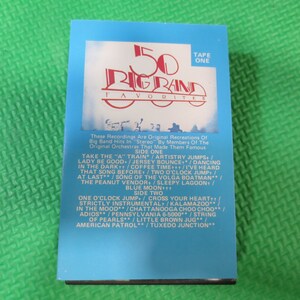 50
BIG BAND
FAVORITES
TAPE
ONE
These Recordings Are Original Recreations Of
Big Band Hits In "Stereo" By Members Of The
Original Orchestras That Made Them Famous
SIDE ONE
TAKE THE "A" TRAIN* / ARTISTRY JUMPS+ /
LADY BE GOOD+ / JERSEY BOUNCE++ / DANCING
IN THE DARK++ / COFFEE TIME+++ / I'VE HEARD
THAT SONG BEFORE+ / TWO O'CLOCK JUMP+ /
AT LAST** / SONG OF THE VOLGA BOATMAN** /
THE PEANUT VENDOR+ / SLEEPY LAGOON+ /
BLUE MOON+++
SIDE TWO
ONE O'CLOCK JUMP+ / CROSS YOUR HEART++ /
STRICTLY INSTRUMENTAL+ / KALAMAZOO** /
IN THE MOOD** / CHATTANOOGA CHOO CHOO** /
ADIOS** / PENNSYLVANIA 6-5000** / STRING
OF PEARLS** / LITTLE BROWN JUG** /
AMERICAN PATROL** / TUXEDO JUNCTION**